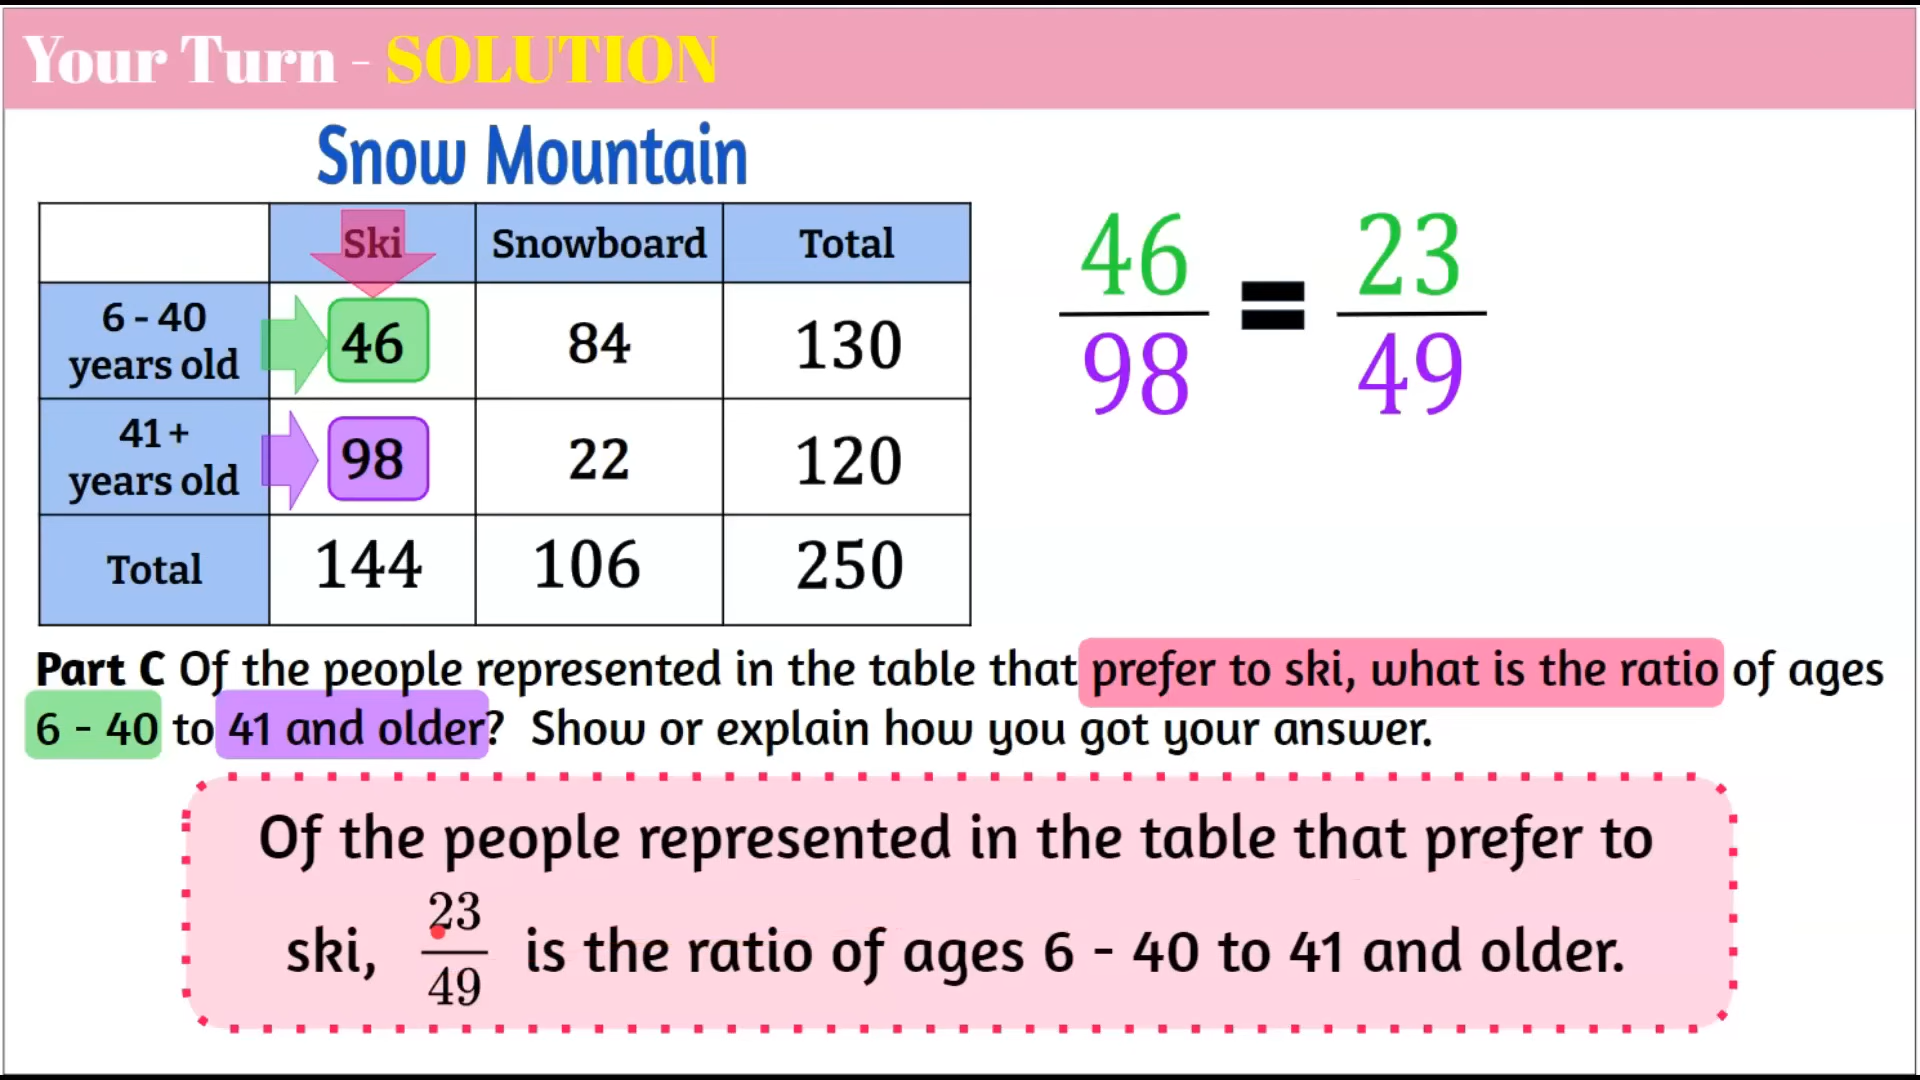 Your Turn - SOLUTION
Snow Mountain
Ski Snowboard Total
6 - 40 years old 46 84 130
41 + years old 98 22 120
Total 144 106 250
46/98 = 23/49
Part C Of the people represented in the table that prefer to ski, what is the ratio of ages
6 - 40 to 41 and older? Show or explain how you got your answer.
Of the people represented in the table that prefer to
ski, 23/49 is the ratio of ages 6 - 40 to 41 and older.